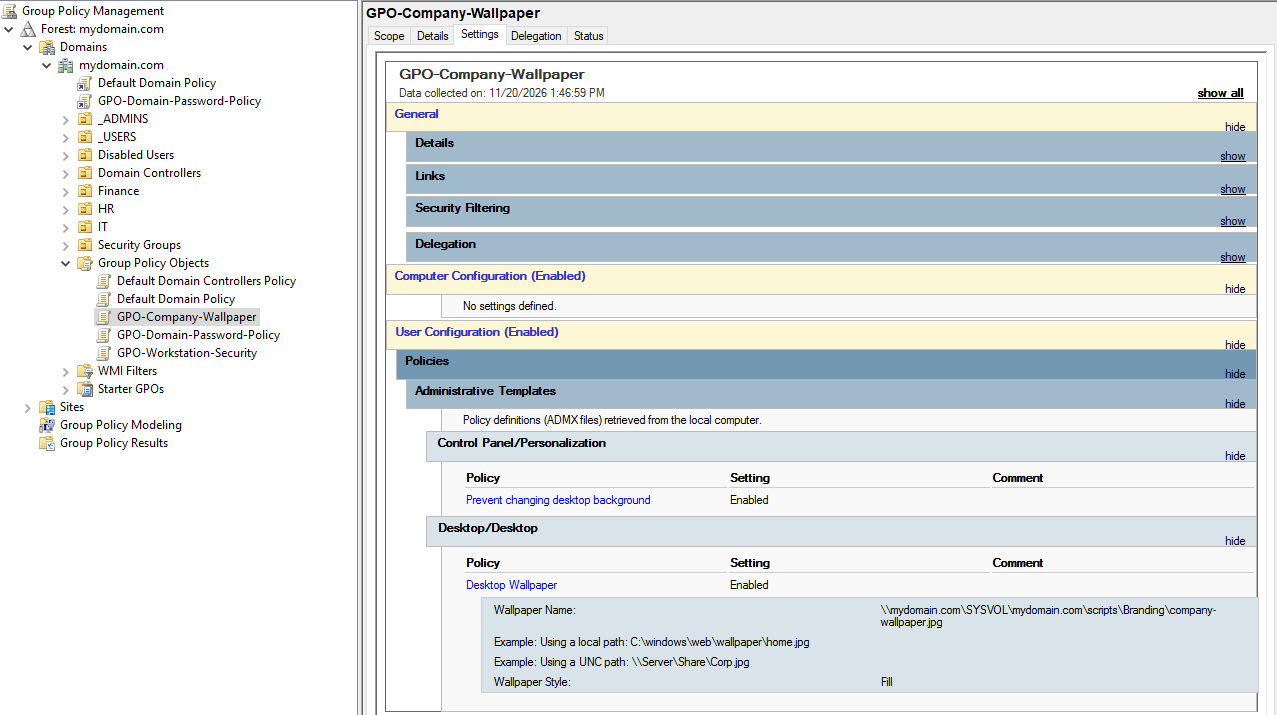 Group Policy Management
Forest: mydomain.com
Domains
mydomain.com
Default Domain Policy
GPO-Domain-Password-Policy
_ADMINS
_USERS
Disabled Users
Domain Controllers
Finance
HR
IT
Security Groups
Group Policy Objects
Default Domain Controllers Policy
Default Domain Policy
GPO-Company-Wallpaper
GPO-Domain-Password-Policy
GPO-Workstation-Security
WMI Filters
Starter GPOs
Sites
Group Policy Modeling
Group Policy Results
GPO-Company-Wallpaper
Scope Details Settings Delegation Status
GPO-Company-Wallpaper
Data collected on: 11/20/2026 1:46:59 PM
show all
General
hide
Details
show
Links
show
Security Filtering
show
Delegation
show
Computer Configuration (Enabled)
hide
No settings defined.
User Configuration (Enabled)
hide
Policies
hide
Administrative Templates
hide
Policy definitions (ADMX files) retrieved from the local computer.
Control Panel/Personalization
hide
Policy Setting Comment
Prevent changing desktop background Enabled
Desktop/Desktop
hide
Policy Setting Comment
Desktop Wallpaper Enabled
Wallpaper Name: \\mydomain.com\SYSVOL\mydomain.com\scripts\Branding\company-
wallpaper.jpg
Example: Using a local path: C:\windows\web\wallpaper\home.jpg
Example: Using a UNC path: \\Server\Share\Corp.jpg
Wallpaper Style: Fill